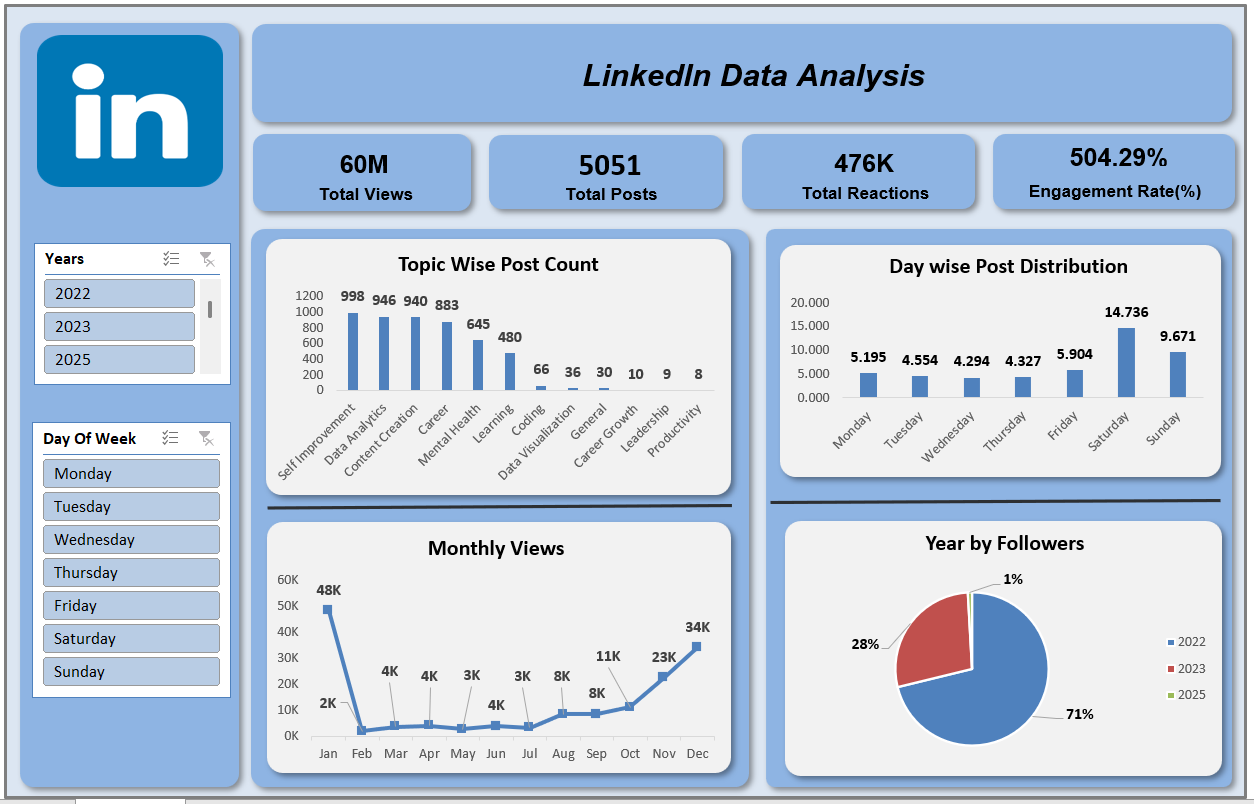 in
LinkedIn Data Analysis
60M
Total Views
5051
Total Posts
476K
Total Reactions
504.29%
Engagement Rate(%)
Years
2022
2023
2025
Day Of Week
Monday
Tuesday
Wednesday
Thursday
Friday
Saturday
Sunday
Topic Wise Post Count
1200
1000
800
600
400
200
0
998 946 940 883 645 480 66 36 30 10 9 8
Self Improvement
Data Analytics
Content Creation
Career
Mental Health
Learning
Coding
Data Visualization
General
Career Growth
Leadership
Productivity
Day wise Post Distribution
20.000
15.000
10.000
5.000
0.000
5.195 4.554 4.294 4.327 5.904 14.736 9.671
Monday
Tuesday
Wednesday
Thursday
Friday
Saturday
Sunday
Monthly Views
60K
50K
40K
30K
20K
10K
0K
48K 2K 4K 4K 3K 4K 3K 8K 8K 11K 23K 34K
Jan Feb Mar Apr May Jun Jul Aug Sep Oct Nov Dec
Year by Followers
1%
28%
71%
2022
2023
2025